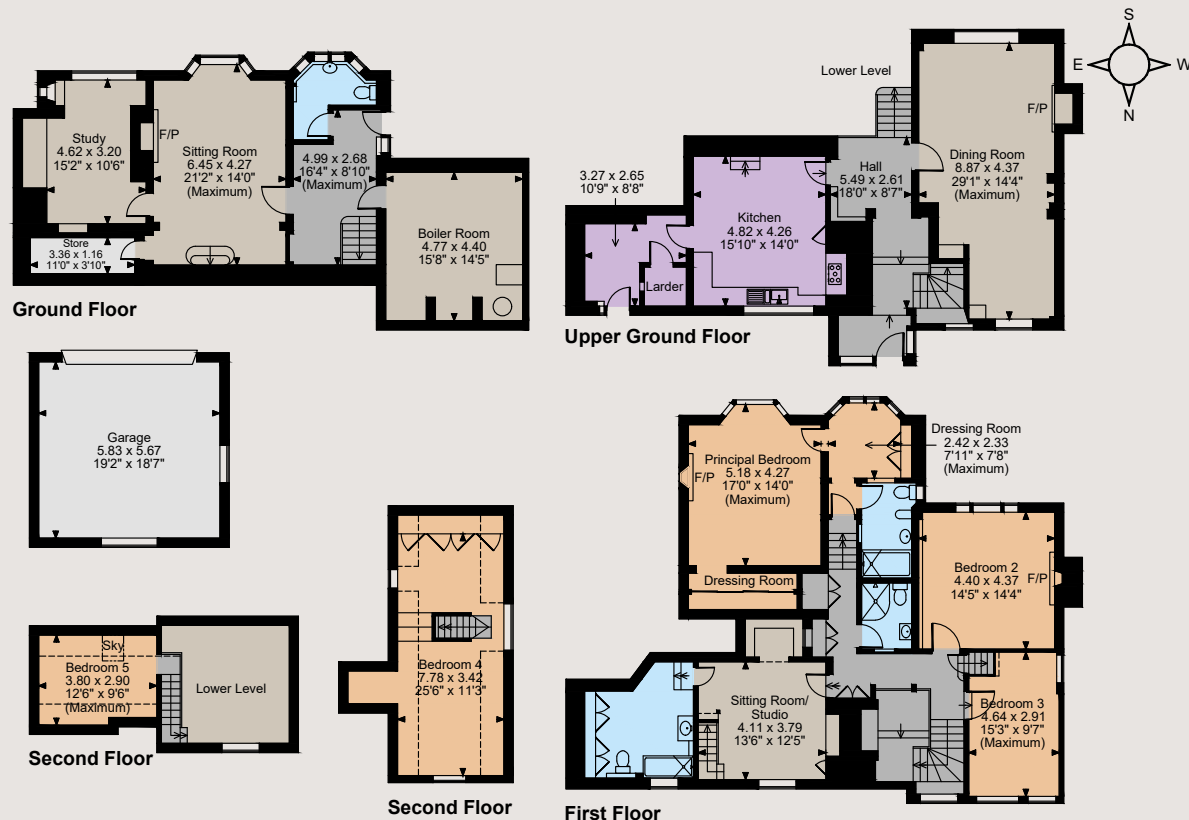 Study
4.62 x 3.20
15'2" x 10'6"
F/P
Sitting Room
6.45 x 4.27
21'2" x 14'0"
(Maximum)
4.99 x 2.68
16'4" x 8'10"
(Maximum)
Boiler Room
4.77 x 4.40
15'8" x 14'5"
Store
3.36 x 1.16
11'0" x 3'10"
Ground Floor
Lower Level
3.27 x 2.65
10'9" x 8'8"
Kitchen
4.82 x 4.26
15'10" x 14'0"
Larder
Hall
5.49 x 2.61
18'0" x 8'7"
F/P
Dining Room
8.87 x 4.37
29'1" x 14'4"
(Maximum)
Upper Ground Floor
S
E
W
N
Garage
5.83 x 5.67
19'2" x 18'7"
Sky
Bedroom 5
3.80 x 2.90
12'6" x 9'6"
(Maximum)
Lower Level
Second Floor
Bedroom 4
7.78 x 3.42
25'6" x 11'3"
Second Floor
Principal Bedroom
5.18 x 4.27
17'0" x 14'0"
(Maximum)
F/P
Dressing Room
2.42 x 2.33
7'11" x 7'8"
(Maximum)
Dressing Room
Bedroom 2
4.40 x 4.37
14'5" x 14'4"
F/P
Sitting Room/
Studio
4.11 x 3.79
13'6" x 12'5"
Bedroom 3
4.64 x 2.91
15'3" x 9'7"
(Maximum)
First Floor